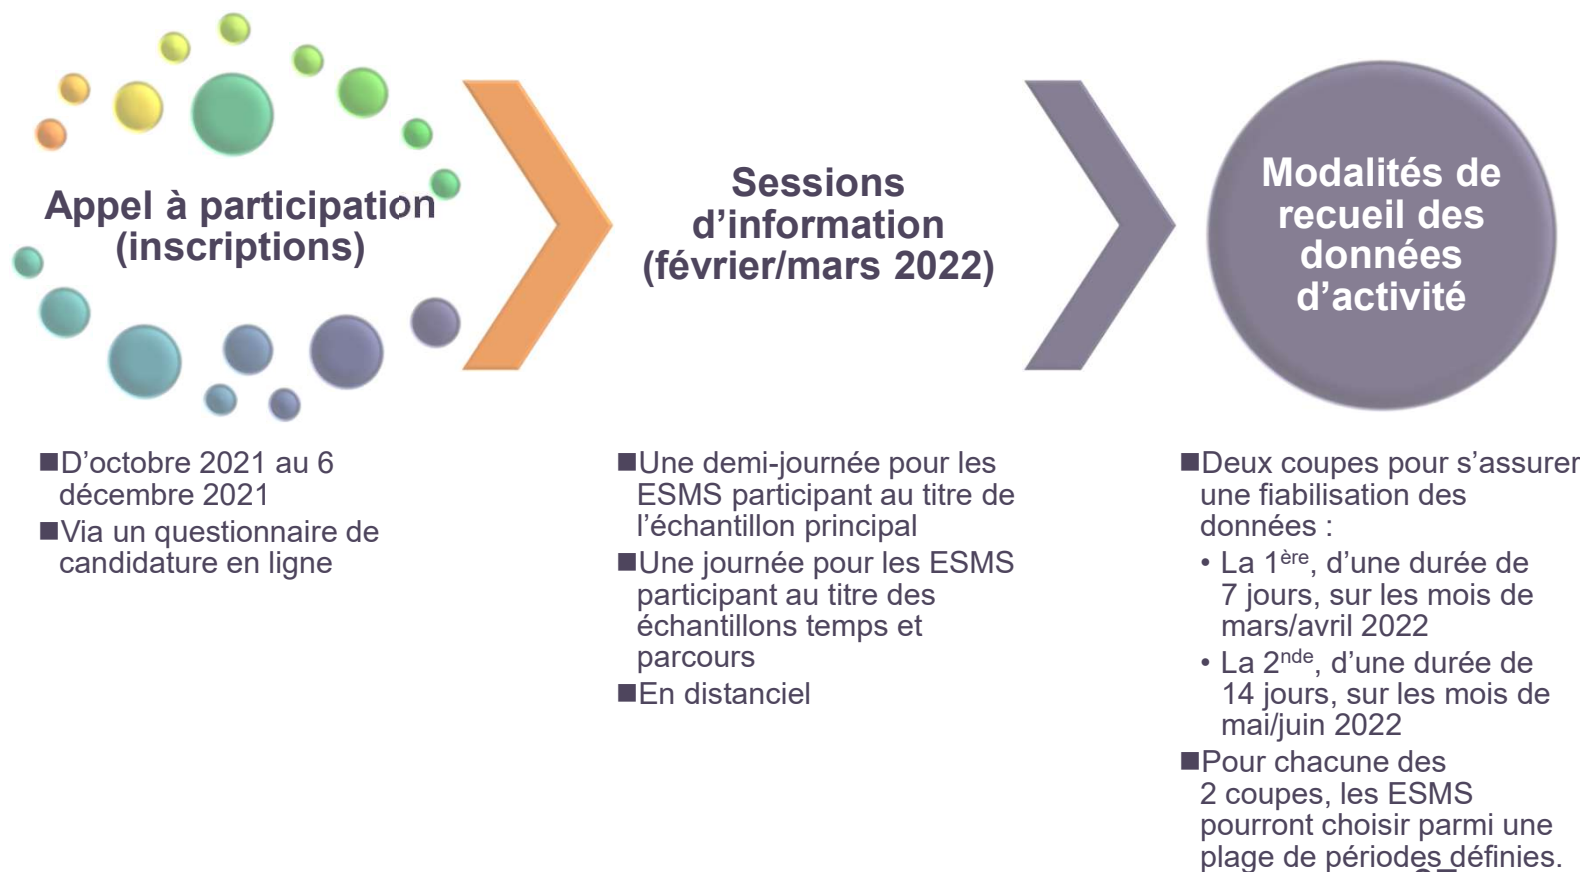 Appel à participation
(inscriptions)
■D’octobre 2021 au 6
décembre 2021
■Via un questionnaire de
candidature en ligne
Sessions
d’information
(février/mars 2022)
■Une demi-journée pour les
ESMS participant au titre de
l’échantillon principal
■Une journée pour les ESMS
participant au titre des
échantillons temps et
parcours
■En distanciel
Modalités de
recueil des
données
d’activité
■Deux coupes pour s’assurer
une fiabilisation des
données :
• La 1ère, d’une durée de
7 jours, sur les mois de
mars/avril 2022
• La 2nde, d’une durée de
14 jours, sur les mois de
mai/juin 2022
■Pour chacune des
2 coupes, les ESMS
pourront choisir parmi une
plage de périodes définies.